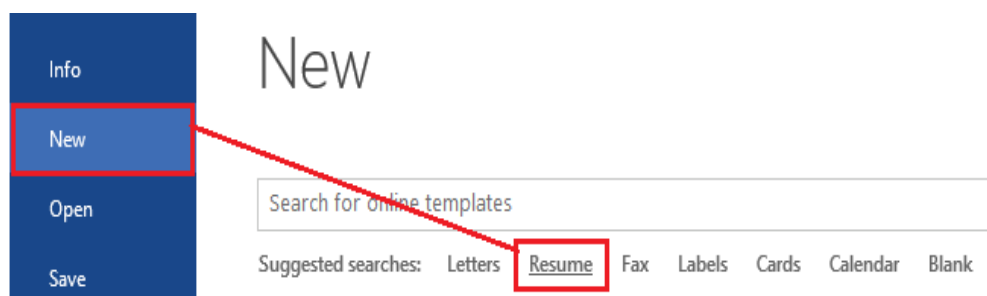 Info
New
Open
Save
New
Search for online templates
Suggested searches: Letters Resume Fax Labels Cards Calendar Blank